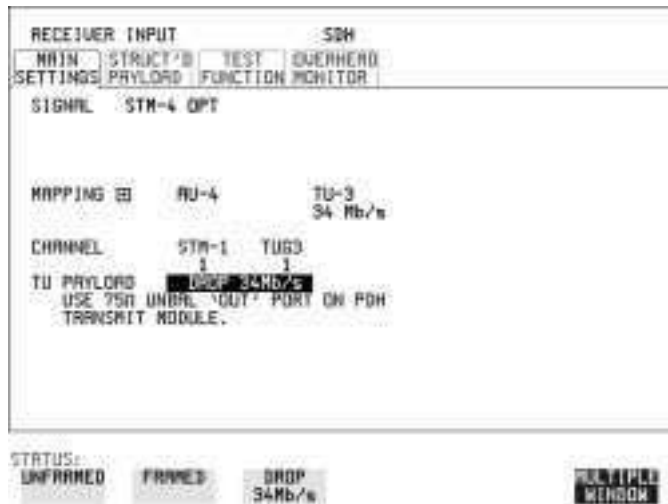 RECEIVER INPUT SDH
MAIN SETTINGS STRUCT'D PAYLOAD TEST FUNCTION OVERHEAD MONITOR
SIGNAL STM-4 OPT
MAPPING ⊞ AU-4 TU-3
34 Mb/s
CHANNEL STM-1 TUG3
1 1
TU PAYLOAD DROP 34Mb/s
USE 75Ω UNBAL 'OUT' PORT ON PDH
TRANSMIT MODULE.
STATUS:
UNFRAMED FRAMED DROP 34Mb/s MULTIPLE WINDOW